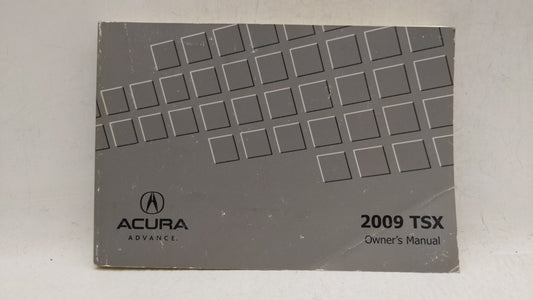 ACURA
ADVANCE.
2009 TSX
Owner's Manual